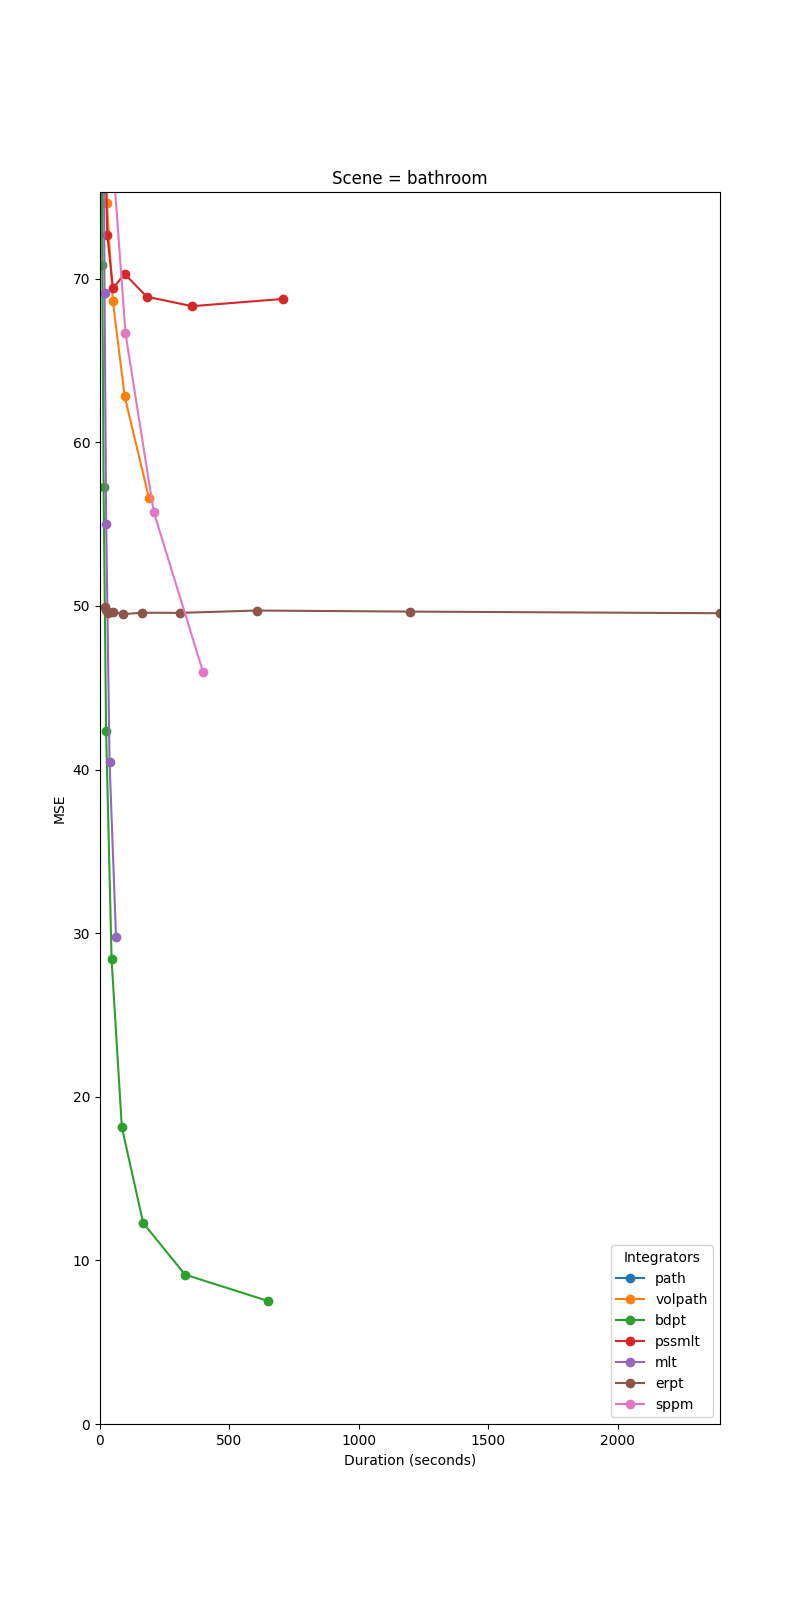 Scene = bathroom
MSE
70
60
50
40
30
20
10
0
0 500 1000 1500 2000
Duration (seconds)
Integrators
path
volpath
bdpt
pssmlt
mlt
erpt
sppm